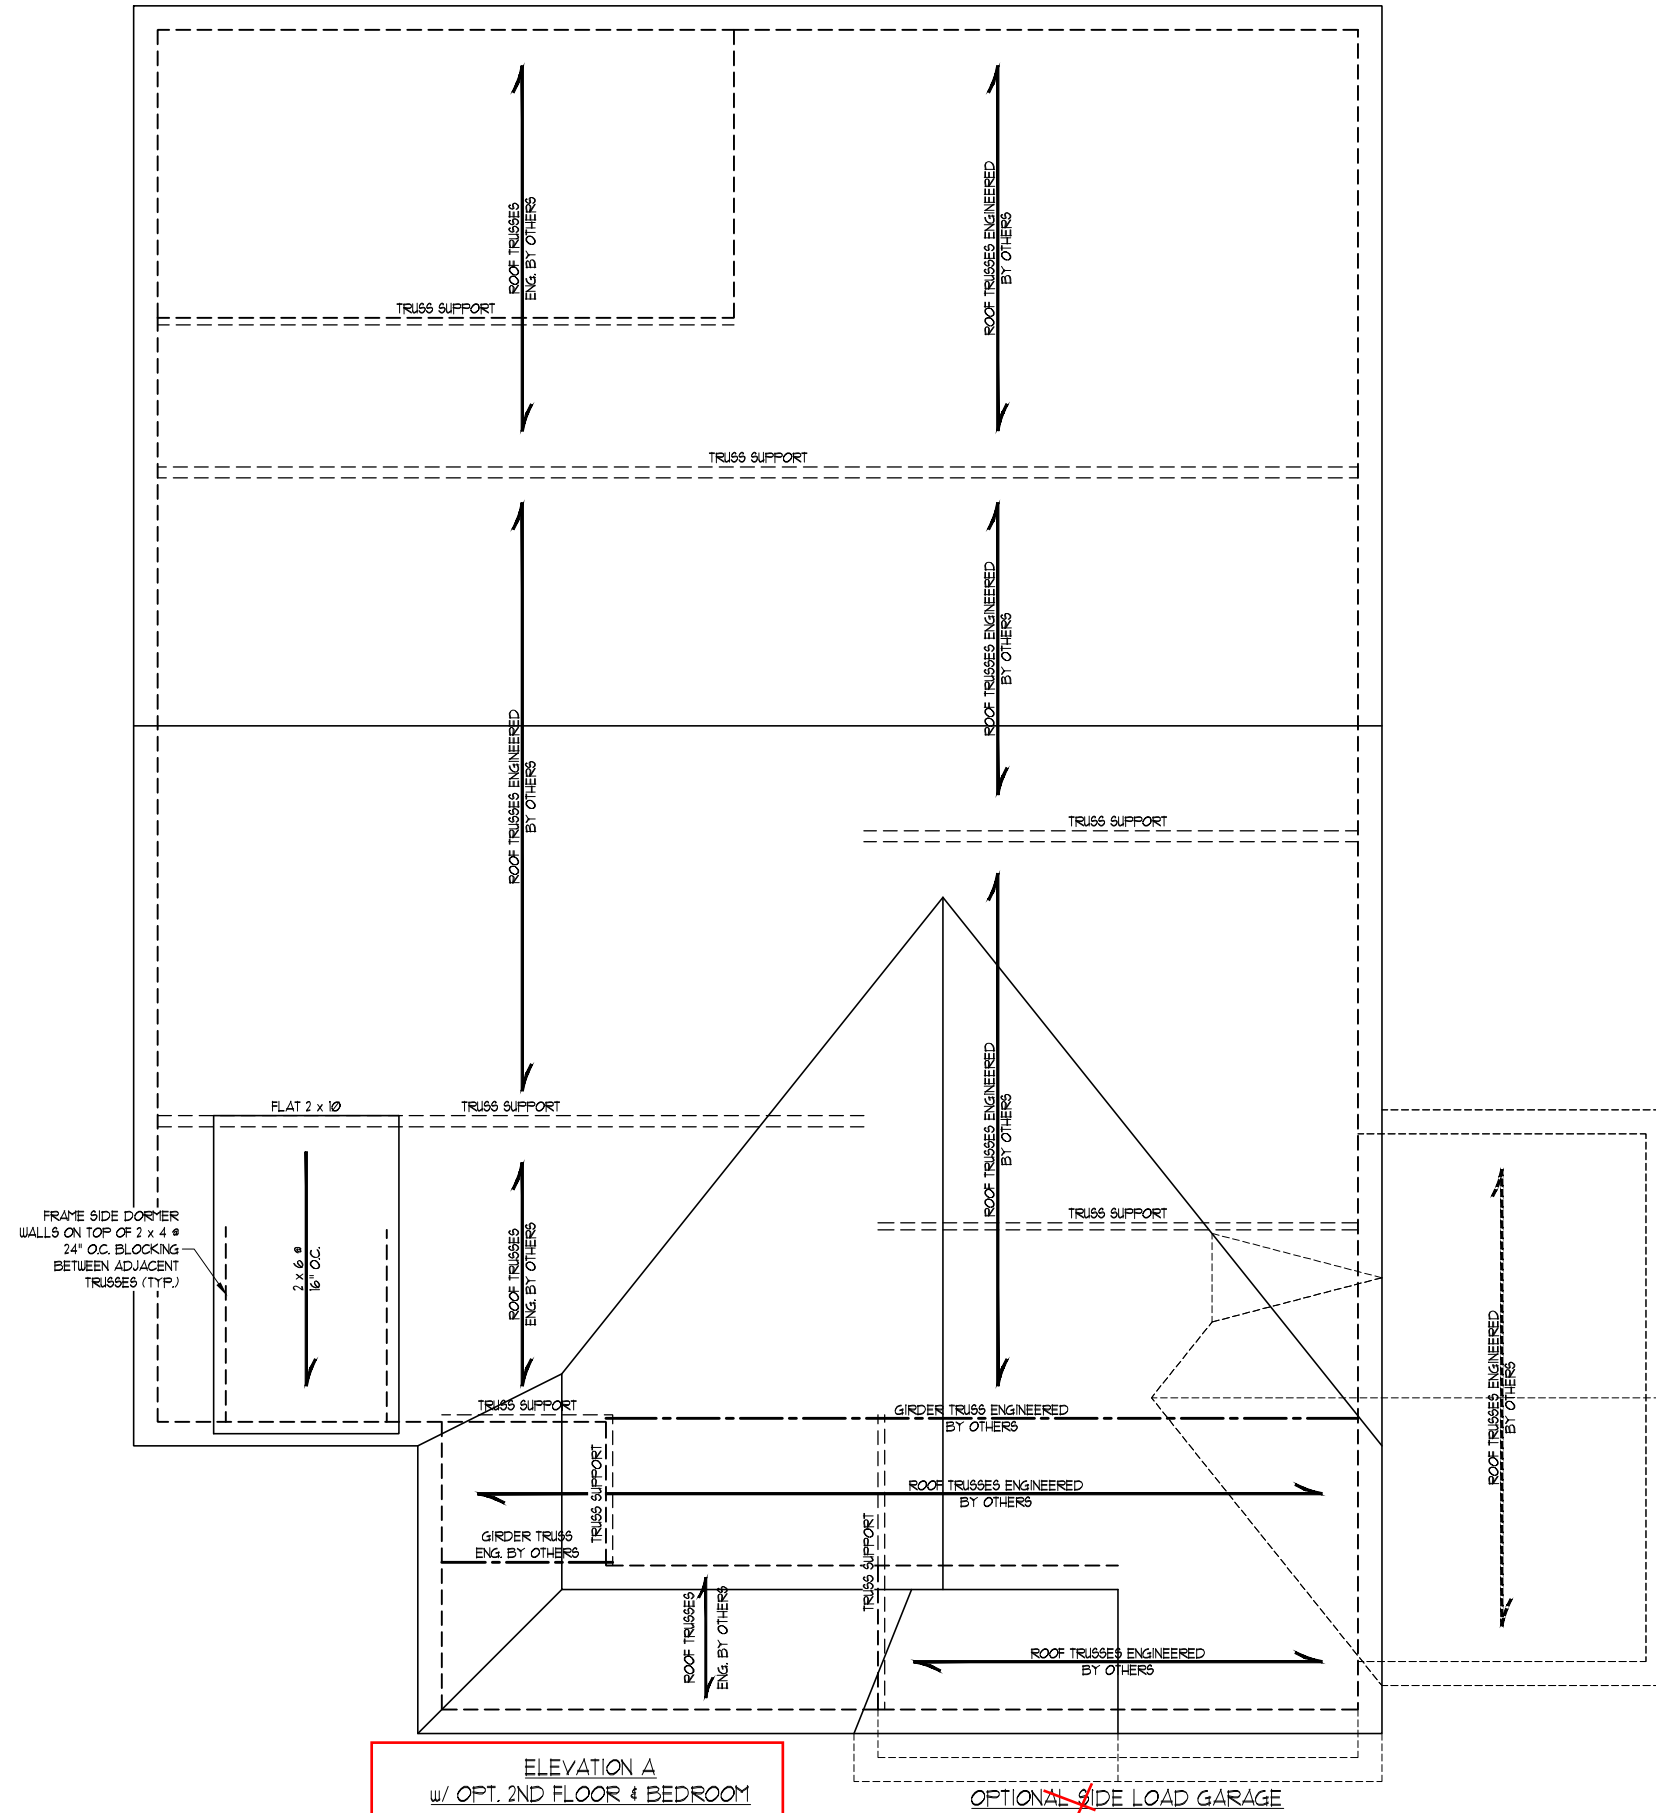 ROOF TRUSSES
ENG. BY OTHERS
ROOF TRUSSES ENGINEERED
BY OTHERS
TRUSS SUPPORT
TRUSS SUPPORT
ROOF TRUSSES ENGINEERED
BY OTHERS
ROOF TRUSSES ENGINEERED
BY OTHERS
TRUSS SUPPORT
ROOF TRUSSES ENGINEERED
BY OTHERS
FLAT 2 x 10
TRUSS SUPPORT
FRAME SIDE DORMER
WALLS ON TOP OF 2 x 4 @
24" O.C. BLOCKING
BETWEEN ADJACENT
TRUSSES (TYP.)
2 x 6 @
16" O.C.
ROOF TRUSSES
ENG. BY OTHERS
TRUSS SUPPORT
ROOF TRUSSES ENGINEERED
BY OTHERS
TRUSS SUPPORT
GIRDER TRUSS ENGINEERED
BY OTHERS
TRUSS SUPPORT
ROOF TRUSSES ENGINEERED
BY OTHERS
GIRDER TRUSS
ENG. BY OTHERS
TRUSS SUPPORT
ROOF TRUSSES
ENG. BY OTHERS
ROOF TRUSSES ENGINEERED
BY OTHERS
ELEVATION A
w/ OPT. 2ND FLOOR & BEDROOM
OPTIONAL SIDE LOAD GARAGE